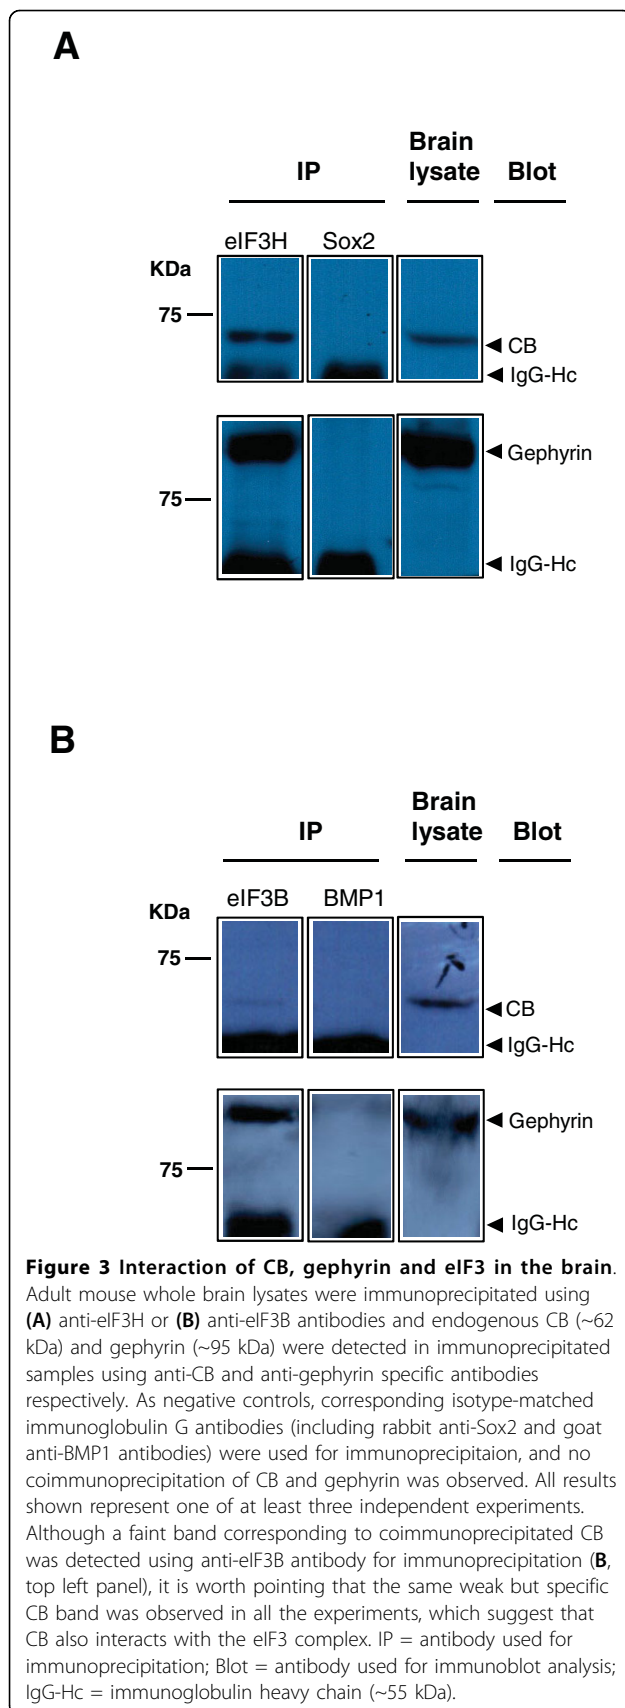 A
IP
Brain
lysate
Blot
eIF3H
Sox2
KDa
75
CB
IgG-Hc
Gephyrin
75
IgG-Hc
B
IP
Brain
lysate
Blot
eIF3B
BMP1
KDa
75
CB
IgG-Hc
Gephyrin
75
IgG-Hc
Figure 3 Interaction of CB, gephyrin and eIF3 in the brain.
Adult mouse whole brain lysates were immunoprecipitated using
(A) anti-eIF3H or (B) anti-eIF3B antibodies and endogenous CB (~62
kDa) and gephyrin (~95 kDa) were detected in immunoprecipitated
samples using anti-CB and anti-gephyrin specific antibodies
respectively. As negative controls, corresponding isotype-matched
immunoglobulin G antibodies (including rabbit anti-Sox2 and goat
anti-BMP1 antibodies) were used for immunoprecipitaion, and no
coimmunoprecipitation of CB and gephyrin was observed. All results
shown represent one of at least three independent experiments.
Although a faint band corresponding to coimmunoprecipitated CB
was detected using anti-eIF3B antibody for immunoprecipitation (B,
top left panel), it is worth pointing that the same weak but specific
CB band was observed in all the experiments, which suggest that
CB also interacts with the eIF3 complex. IP = antibody used for
immunoprecipitation; Blot = antibody used for immunoblot analysis;
IgG-Hc = immunoglobulin heavy chain (~55 kDa).